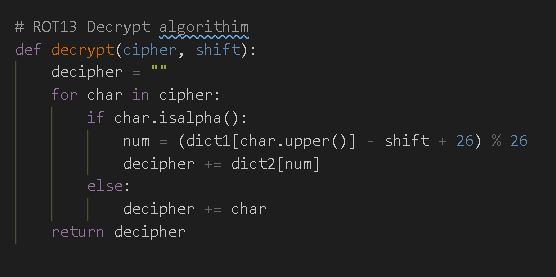 # ROT13 Decrypt algorithim
def decrypt(cipher, shift):
    decipher = ""
    for char in cipher:
        if char.isalpha():
            num = (dict1[char.upper()] - shift + 26) % 26
            decipher += dict2[num]
        else:
            decipher += char
    return decipher